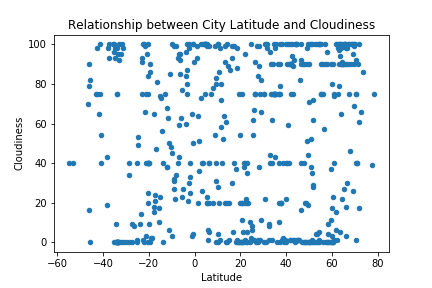 Relationship between City Latitude and Cloudiness
100
80
60
40
20
0
Cloudiness
−60 −40 −20 0 20 40 60 80
Latitude